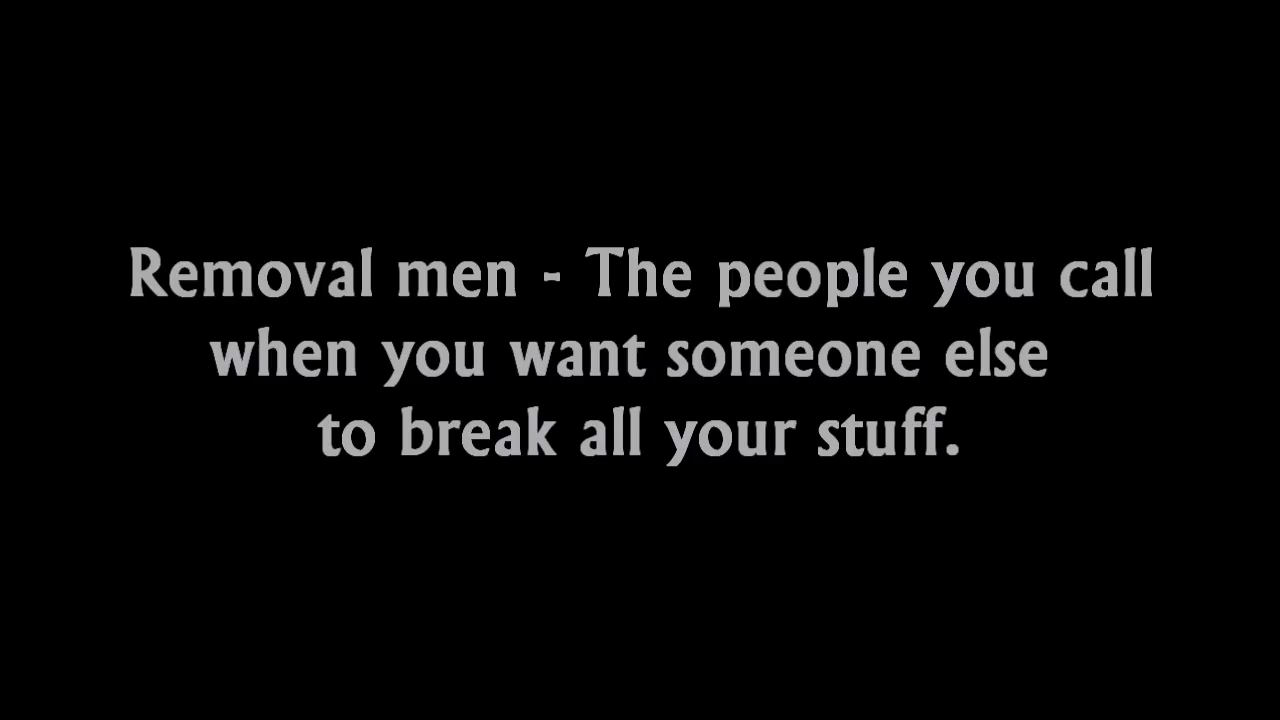 Removal men - The people you call
when you want someone else
to break all your stuff.